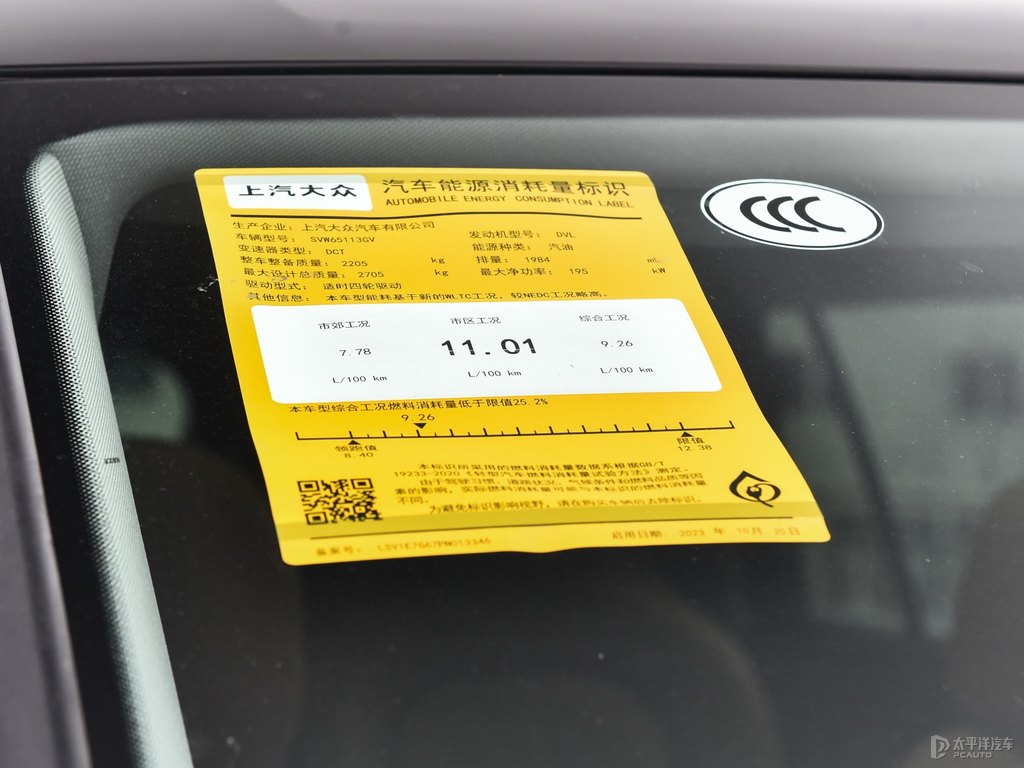 上汽大众 汽车能源消耗量标识
AUTOMOBILE ENERGY CONSUMPTION LABEL
生产企业：上汽大众汽车有限公司
车辆型号：SVW65113GV 发动机型号：DVL
变速器类型：DCT 能源种类：汽油
整车整备质量：2205 kg 排量：1984 mL
最大设计总质量：2705 kg 最大净功率：195 kW
驱动型式：适时四轮驱动
其他信息：本车型能耗基于新的WLTC工况，较NEDC工况略高。
市郊工况 市区工况 综合工况
7.78 11.01 9.26
L/100 km L/100 km L/100 km
本车型综合工况燃料消耗量低于限值25.2%
9.26
领跑值 限值
8.40 12.38
本标识所采用的燃料消耗量数据系根据GB/T
19233-2020《轻型汽车燃料消耗量试验方法》测定。
由于驾驶习惯、道路状况、气候条件和燃料品质等因
素的影响，实际燃料消耗量可能与本标识的燃料消耗量
不同。
为避免标识影响视野，请在购买车辆后去除标识。
备案号：LSV1E7G67PN013346 启用日期：2023 年 10月 20日
CCC
太平洋汽车
PCAUTO